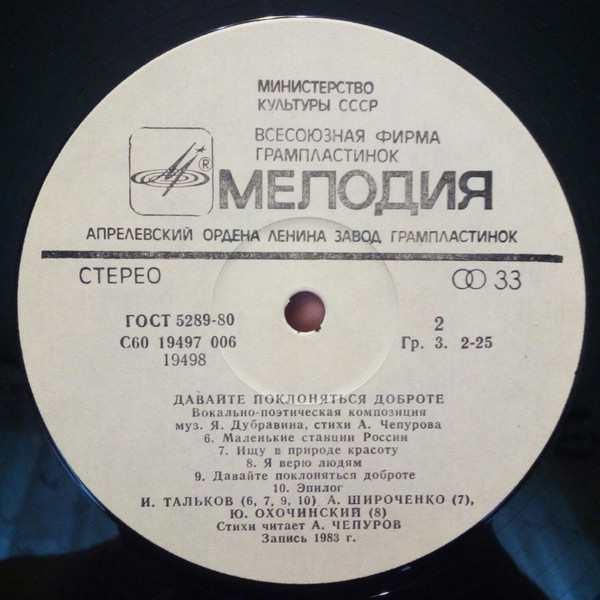 МИНИСТЕРСТВО
КУЛЬТУРЫ СССР
ВСЕСОЮЗНАЯ ФИРМА
ГРАМПЛАСТИНОК
® МЕЛОДИЯ
АПРЕЛЕВСКИЙ ОРДЕНА ЛЕНИНА ЗАВОД ГРАМПЛАСТИНОК
СТЕРЕО 33
ГОСТ 5289-80 2
С60 19497 006 Гр. 3. 2-25
19498
ДАВАЙТЕ ПОКЛОНЯТЬСЯ ДОБРОТЕ
Вокально-поэтическая композиция
муз. Я. Дубравина, стихи А. Чепурова
6. Маленькие станции России
7. Ищу в природе красоту
8. Я верю людям
9. Давайте поклоняться доброте
10. Эпилог
И. ТАЛЬКОВ (6, 7, 9, 10) А. ШИРОЧЕНКО (7),
Ю. ОХОЧИНСКИЙ (8)
Стихи читает А. ЧЕПУРОВ
Запись 1983 г.